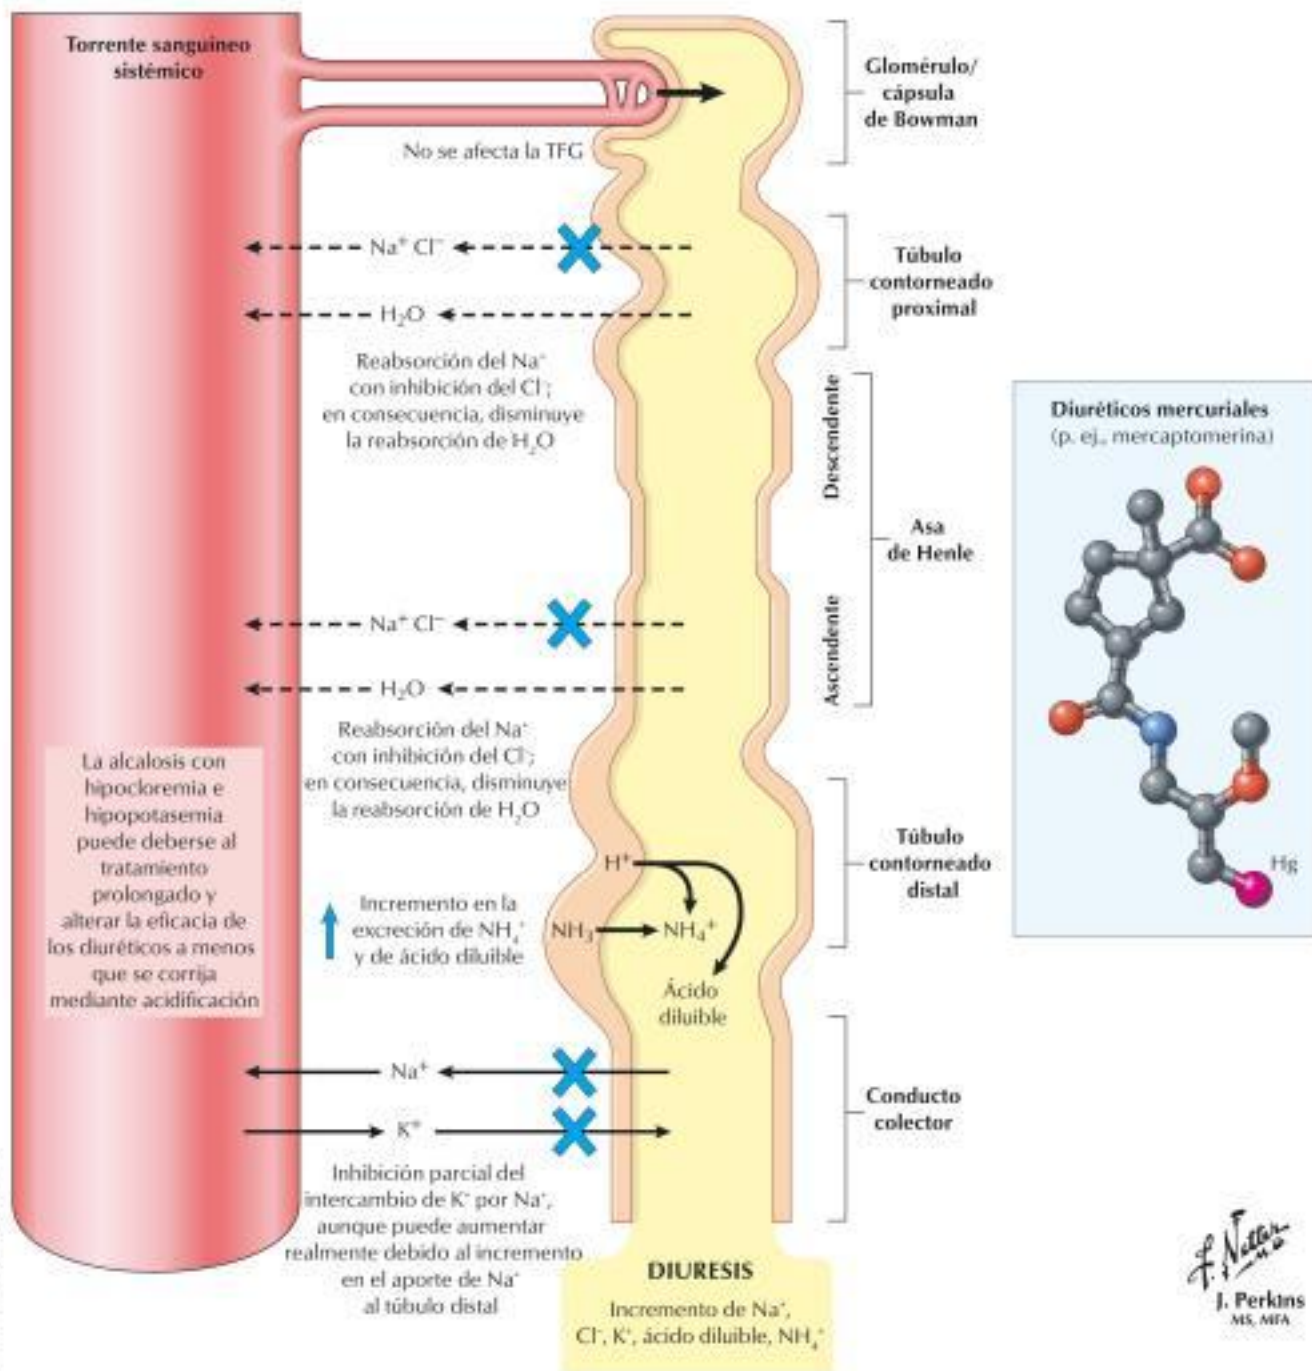 Torrente sanguíneo
sistémico
Glomérulo/
cápsula
de Bowman
No se afecta la TFG
Na⁺ Cl⁻
H₂O
Túbulo
contorneado
proximal
Reabsorción del Na⁺
con inhibición del Cl⁻;
en consecuencia, disminuye
la reabsorción de H₂O
Descendente
Asa
de Henle
Ascendente
Diuréticos mercuriales
(p. ej., mercaptomerina)
Hg
Na⁺ Cl⁻
H₂O
Reabsorción del Na⁺
con inhibición del Cl⁻;
en consecuencia, disminuye
la reabsorción de H₂O
La alcalosis con
hipocloremia e
hipopotasemia
puede deberse al
tratamiento
prolongado y
alterar la eficacia de
los diuréticos a menos
que se corrija
mediante acidificación
Túbulo
contorneado
distal
H⁺
NH₃
NH₄⁺
Ácido
diluible
Incremento en la
excreción de NH₄⁺
y de ácido diluible
Na⁺
K⁺
Conducto
colector
Inhibición parcial del
intercambio de K⁺ por Na⁺,
aunque puede aumentar
realmente debido al incremento
en el aporte de Na⁺
al túbulo distal
DIURESIS
Incremento de Na⁺,
Cl⁻, K⁺, ácido diluible, NH₄⁺
F. Netter
M.D.
J. Perkins
MS, MFA